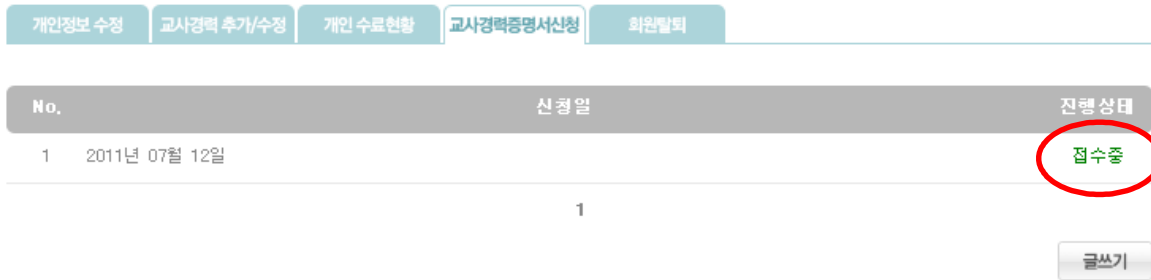 개인정보 수정 교사경력 추가/수정 개인 수료현황 교사경력증명서신청 회원탈퇴
No. 신청일 진행상태
1 2011년 07월 12일 접수중
1
글쓰기